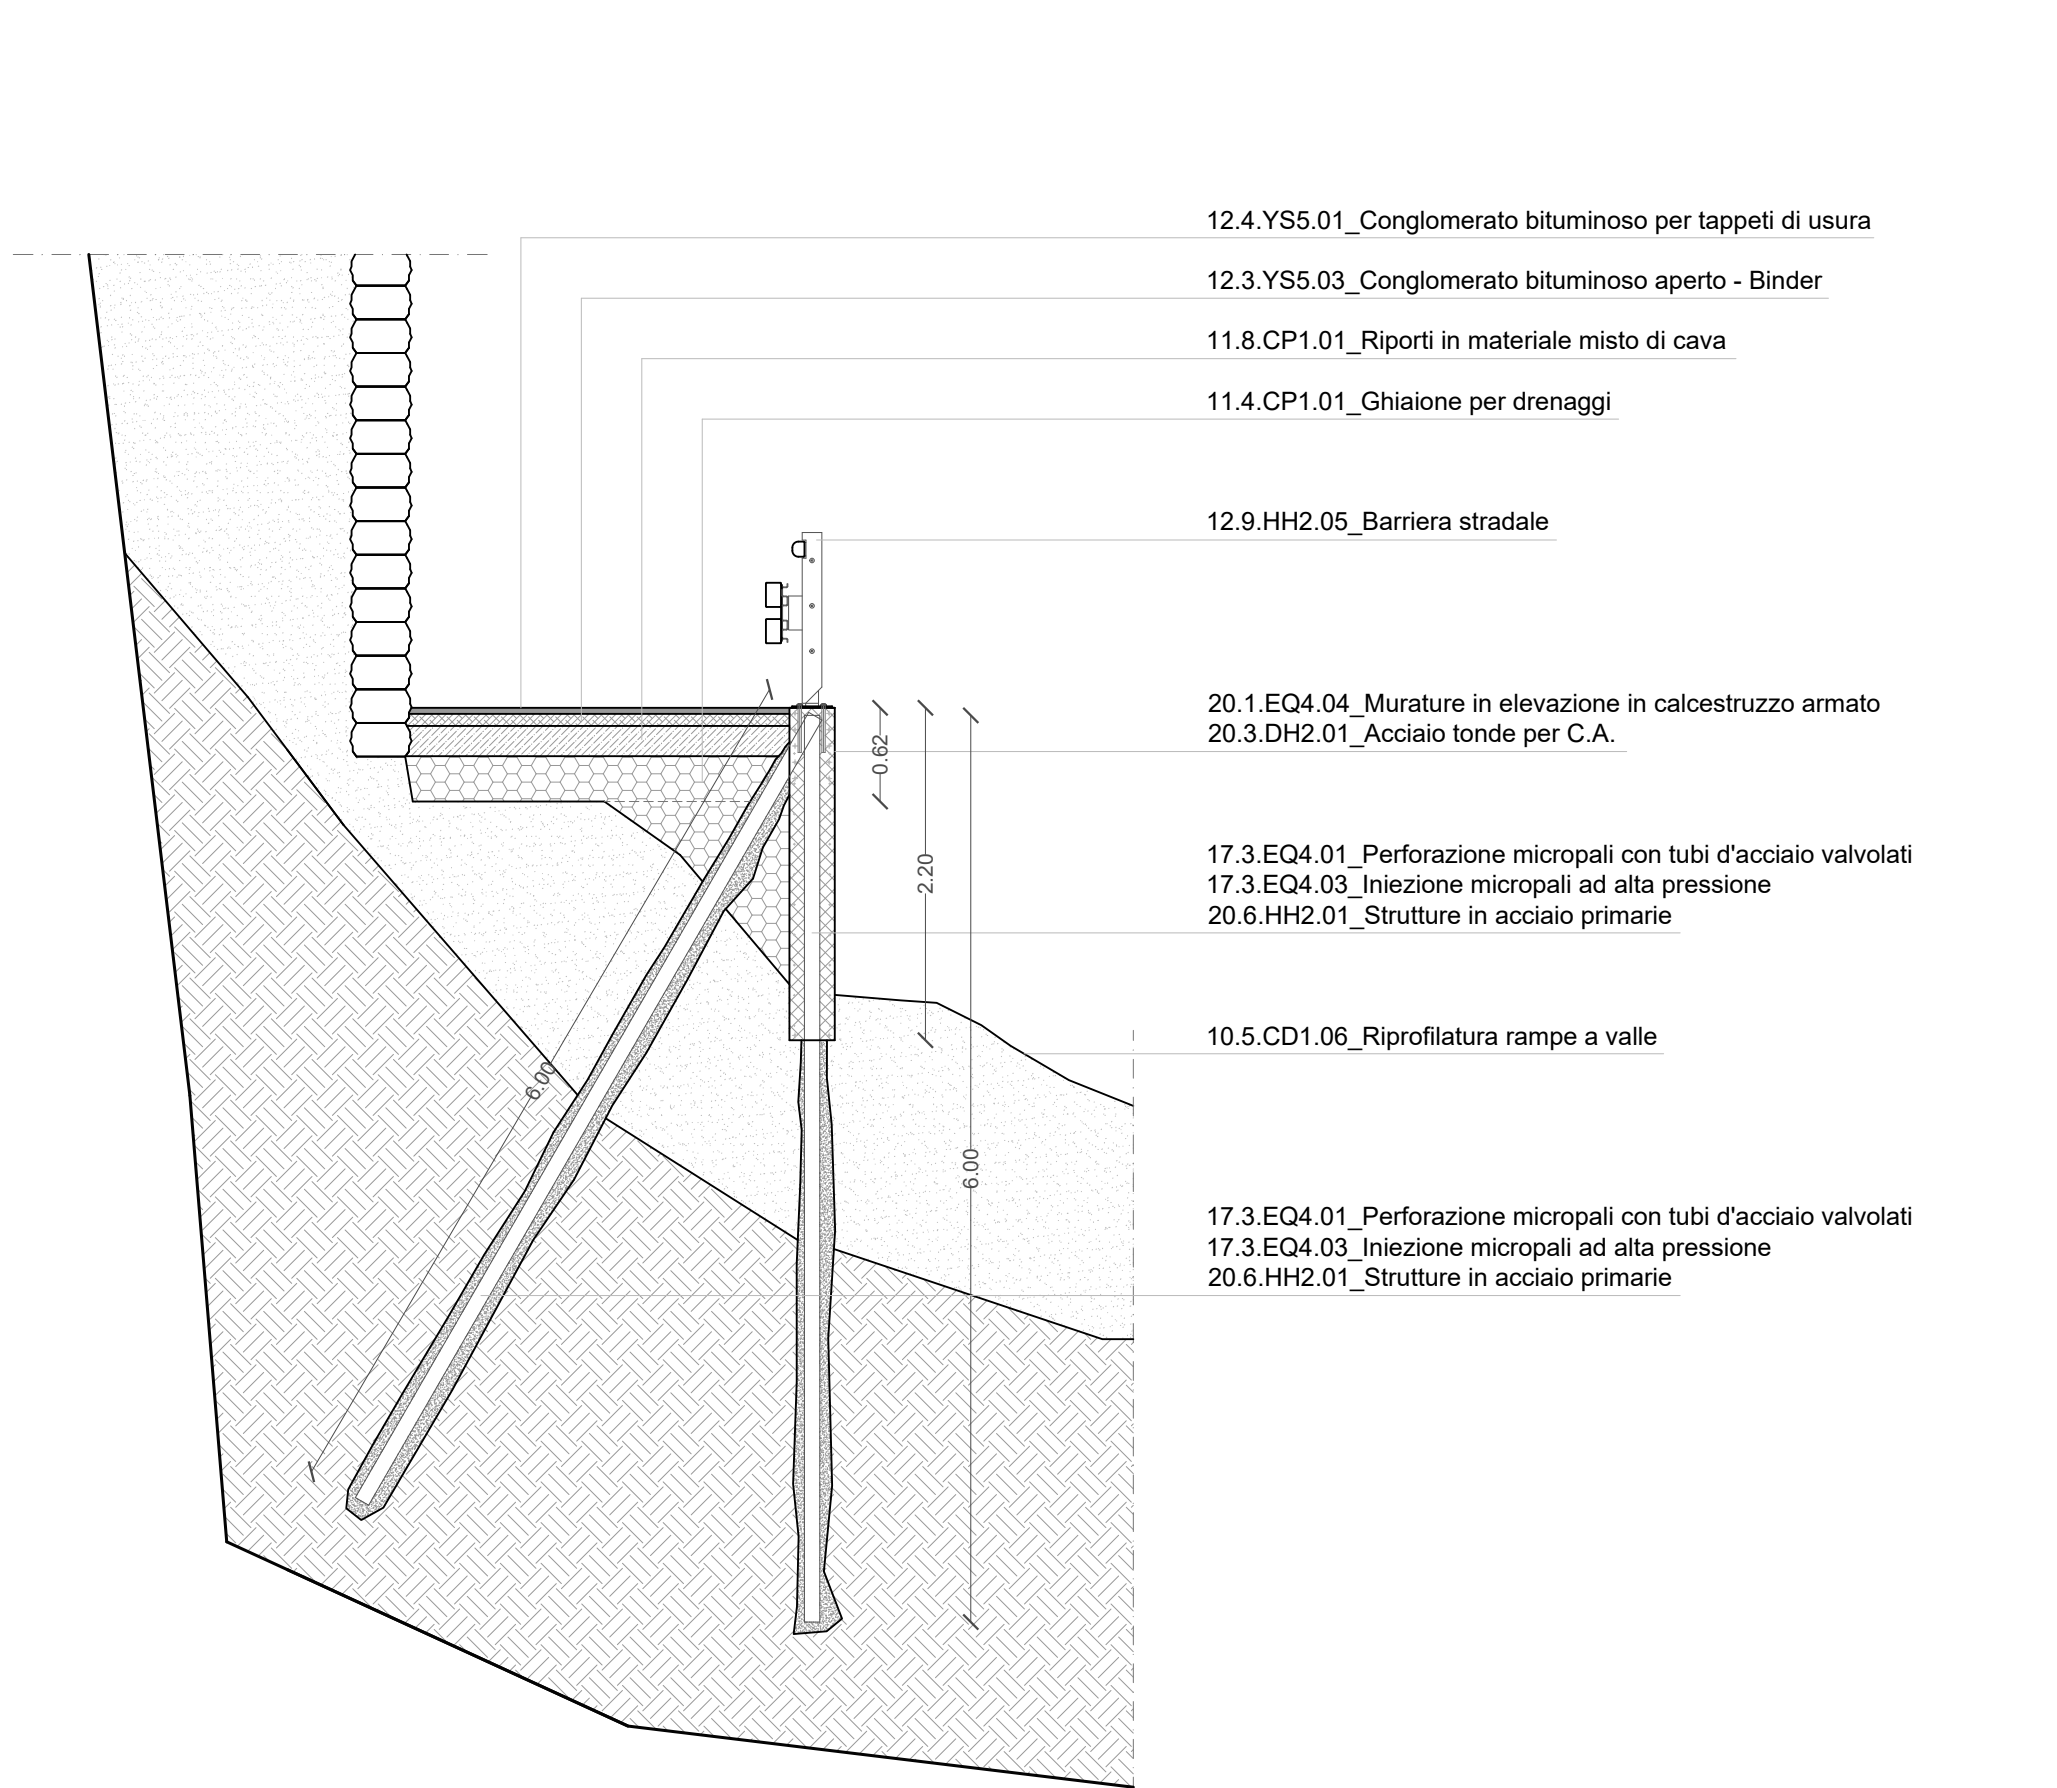 12.4.YS5.01_Conglomerato bituminoso per tappeti di usura
12.3.YS5.03_Conglomerato bituminoso aperto - Binder
11.8.CP1.01_Riporti in materiale misto di cava
11.4.CP1.01_Ghiaione per drenaggi
12.9.HH2.05_Barriera stradale
20.1.EQ4.04_Murature in elevazione in calcestruzzo armato
20.3.DH2.01_Acciaio tonde per C.A.
0.62
2.20
17.3.EQ4.01_Perforazione micropali con tubi d'acciaio valvolati
17.3.EQ4.03_Iniezione micropali ad alta pressione
20.6.HH2.01_Strutture in acciaio primarie
10.5.CD1.06_Riprofilatura rampe a valle
6.00
6.00
17.3.EQ4.01_Perforazione micropali con tubi d'acciaio valvolati
17.3.EQ4.03_Iniezione micropali ad alta pressione
20.6.HH2.01_Strutture in acciaio primarie